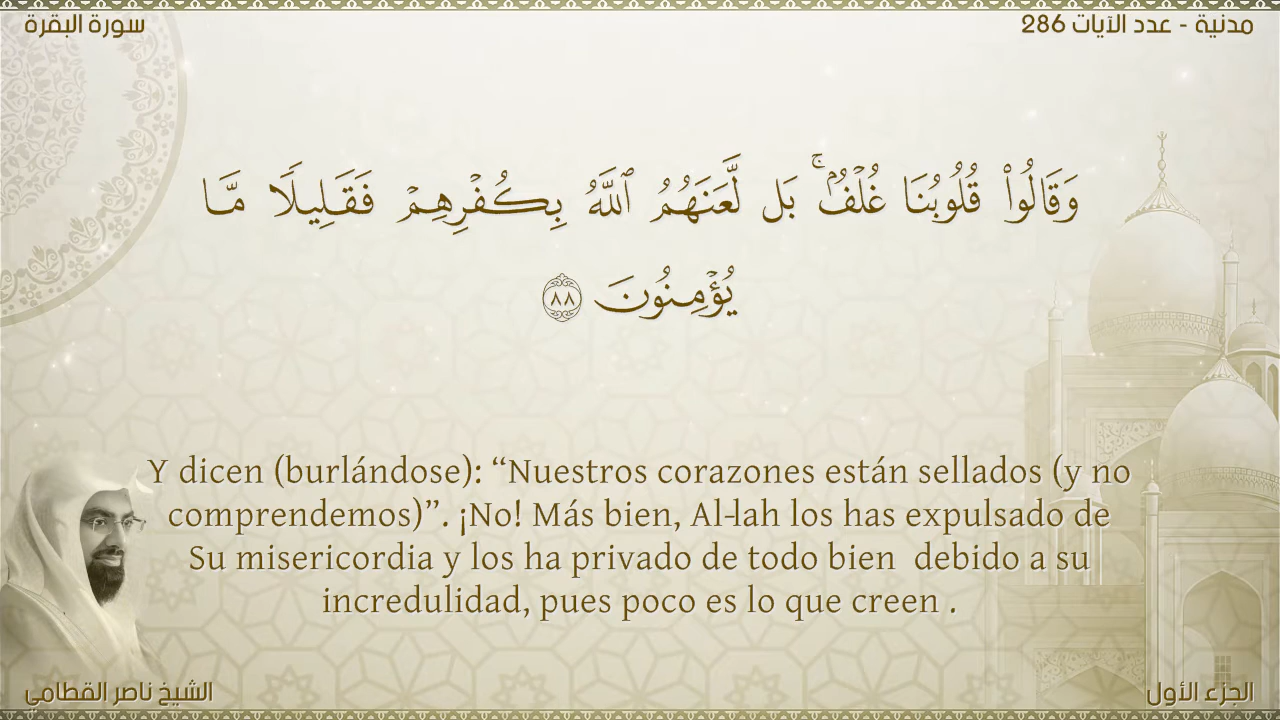 مدنية - عدد الآيات 286
سورة البقرة
وَقَالُوا۟ قُلُوبُنَا غُلْفٌۢ ۚ بَل لَّعَنَهُمُ ٱللَّهُ بِكُفْرِهِمْ فَقَلِيلًا مَّا
يُؤْمِنُونَ ٨٨
Y dicen (burlándose): “Nuestros corazones están sellados (y no
comprendemos)”. ¡No! Más bien, Al-lah los has expulsado de
Su misericordia y los ha privado de todo bien  debido a su
incredulidad, pues poco es lo que creen .
الجزء الأول
الشيخ ناصر القطامي